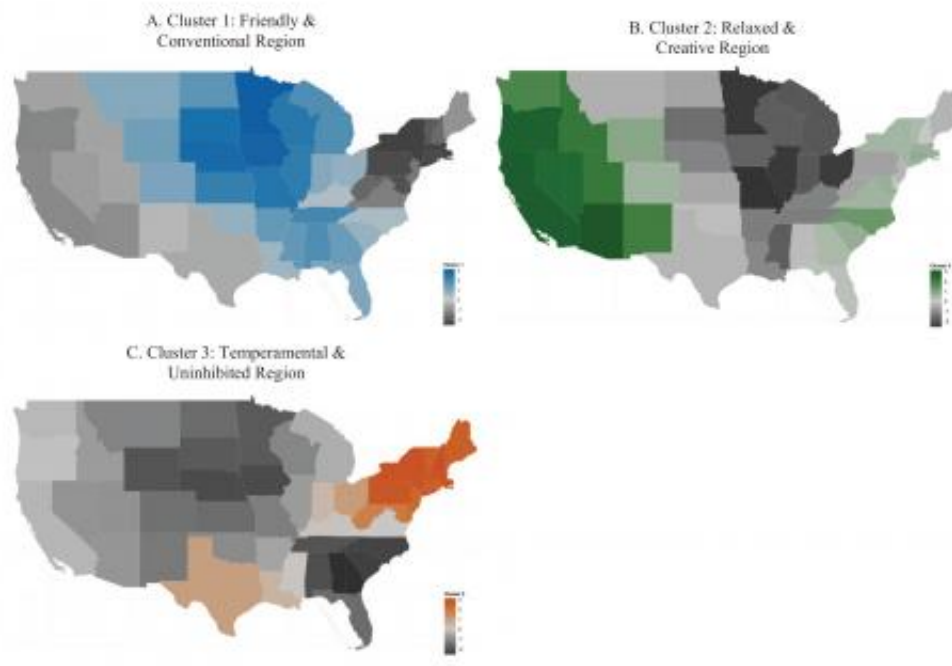 A. Cluster 1: Friendly &
Conventional Region
B. Cluster 2: Relaxed &
Creative Region
C. Cluster 3: Temperamental &
Uninhibited Region